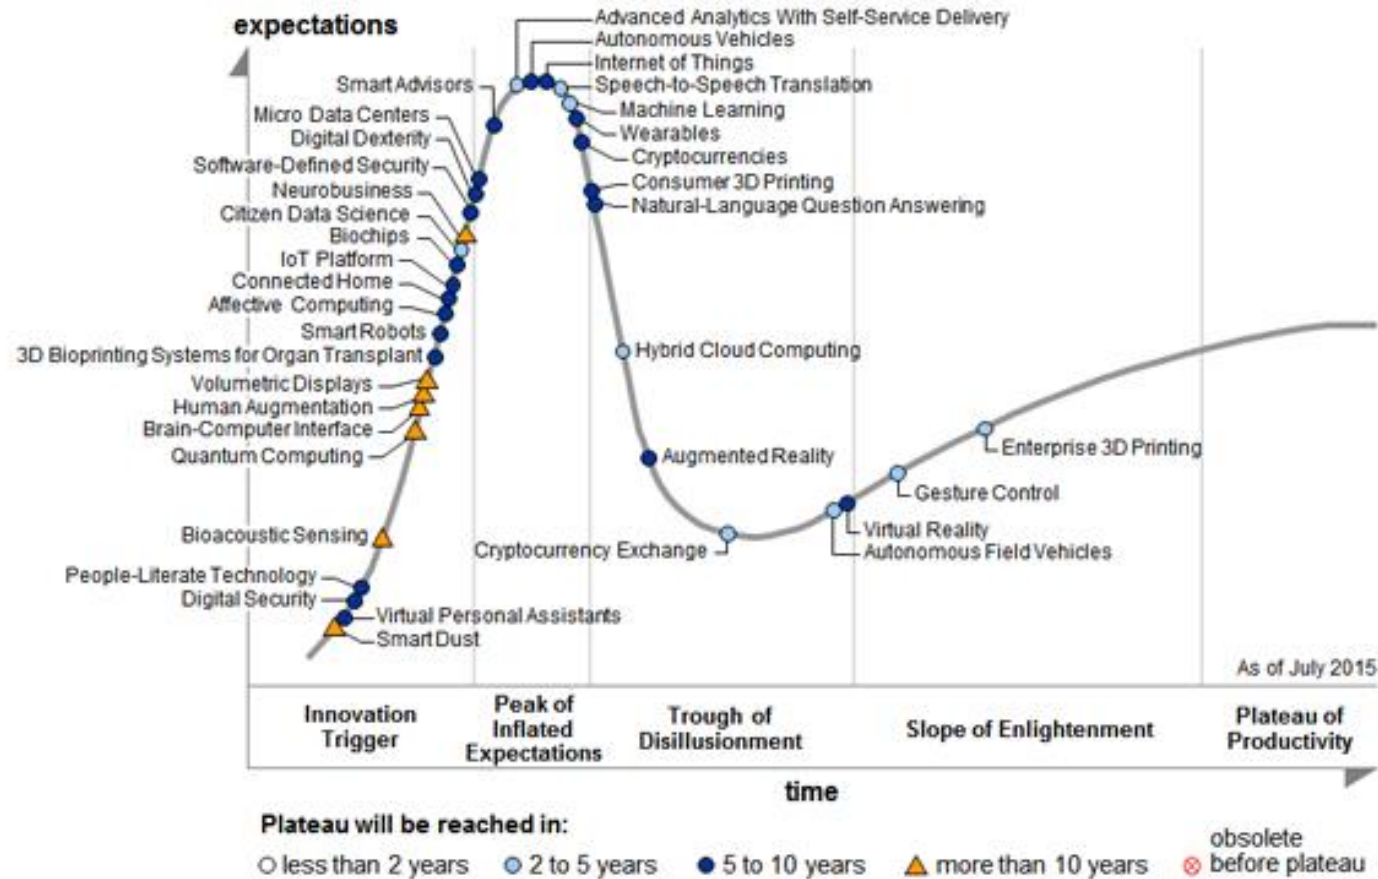 expectations
Advanced Analytics With Self-Service Delivery
Autonomous Vehicles
Internet of Things
Speech-to-Speech Translation
Machine Learning
Wearables
Cryptocurrencies
Consumer 3D Printing
Natural-Language Question Answering
Smart Advisors
Micro Data Centers
Digital Dexterity
Software-Defined Security
Neurobusiness
Citizen Data Science
Biochips
IoT Platform
Connected Home
Affective Computing
Smart Robots
3D Bioprinting Systems for Organ Transplant
Volumetric Displays
Human Augmentation
Brain-Computer Interface
Quantum Computing
Bioacoustic Sensing
People-Literate Technology
Digital Security
Virtual Personal Assistants
Smart Dust
Hybrid Cloud Computing
Augmented Reality
Cryptocurrency Exchange
Enterprise 3D Printing
Gesture Control
Virtual Reality
Autonomous Field Vehicles
As of July 2015
Innovation
Trigger
Peak of
Inflated
Expectations
Trough of
Disillusionment
Slope of Enlightenment
Plateau of
Productivity
time
Plateau will be reached in:
less than 2 years
2 to 5 years
5 to 10 years
more than 10 years
obsolete
before plateau